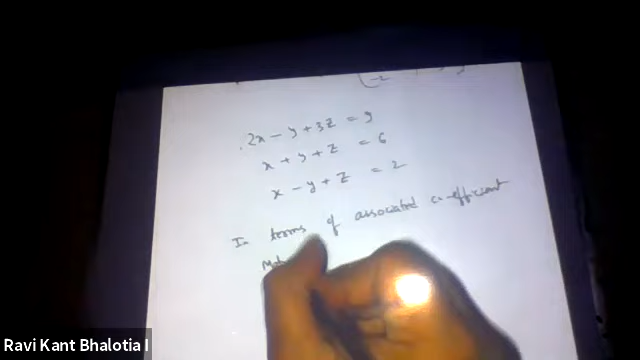 2x - y + 3z = 9
x + y + z = 6
x - y + z = 2
In terms of associated co-efficient
Ravi Kant Bhalotia I